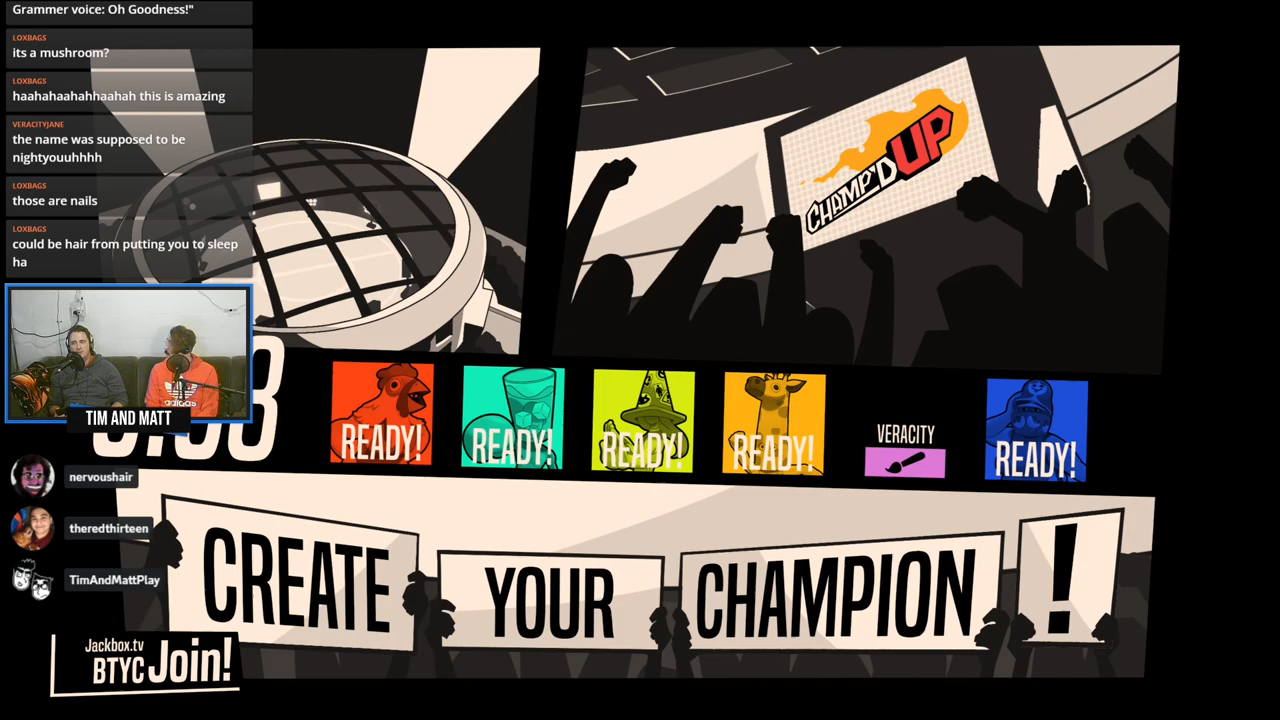 Grammer voice: Oh Goodness!"
LOXBAGS
its a mushroom?
LOXBAGS
haahahaahahhaahah this is amazing
VERACITYJANE
the name was supposed to be
nightyouuhhhh
LOXBAGS
those are nails
LOXBAGS
could be hair from putting you to sleep
ha
CHAMP'D UP
TIM AND MATT
READY!
READY!
READY!
READY!
VERACITY
READY!
nervoushair
theredthirteen
TimAndMattPlay
CREATE
YOUR
CHAMPION
!
Jackbox.tv
BTYC Join!